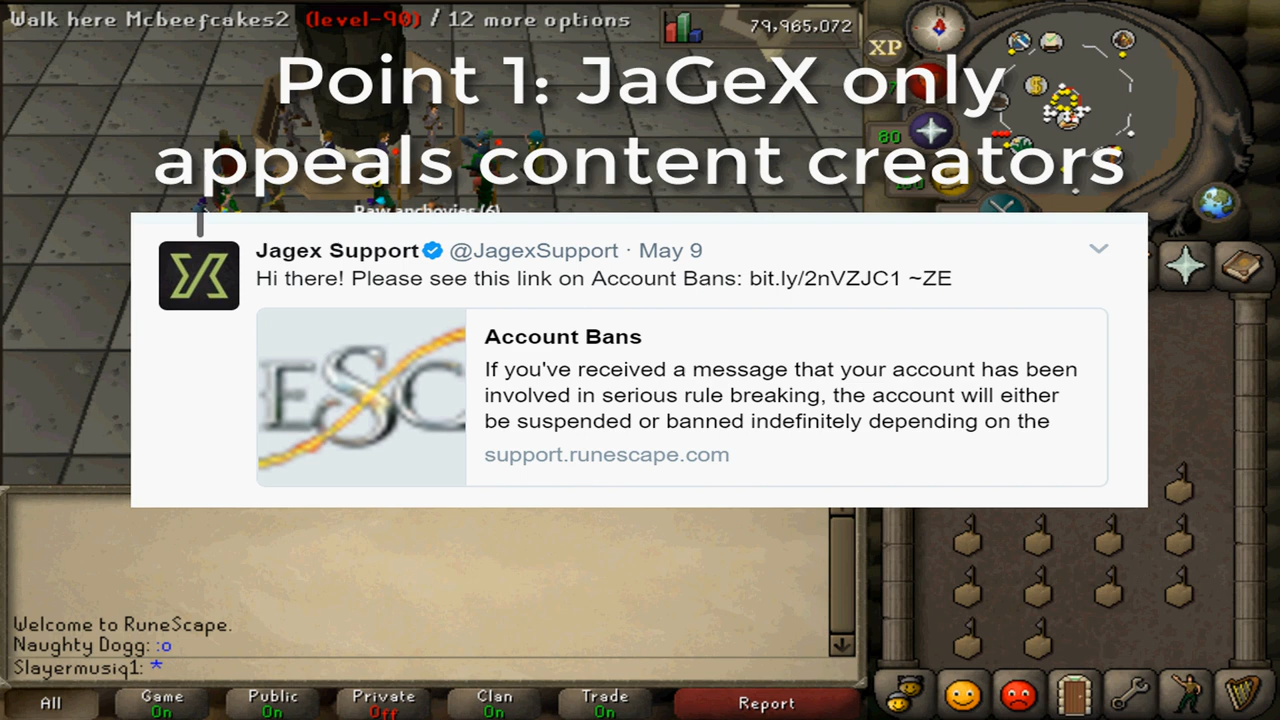 Walk here Mcbeefcakes2 (level-90) / 12 more options
79,965,072
XP
N
Point 1: JaGeX only
appeals content creators
80
Raw anchovies (6)
Jagex Support @JagexSupport · May 9
Hi there! Please see this link on Account Bans: bit.ly/2nVZJC1 ~ZE
ESC
Account Bans
If you've received a message that your account has been
involved in serious rule breaking, the account will either
be suspended or banned indefinitely depending on the
support.runescape.com
Welcome to RuneScape.
Naughty Dogg: :o
Slayermusiq1: *
All
Game On
Public On
Private Off
Clan On
Trade On
Report